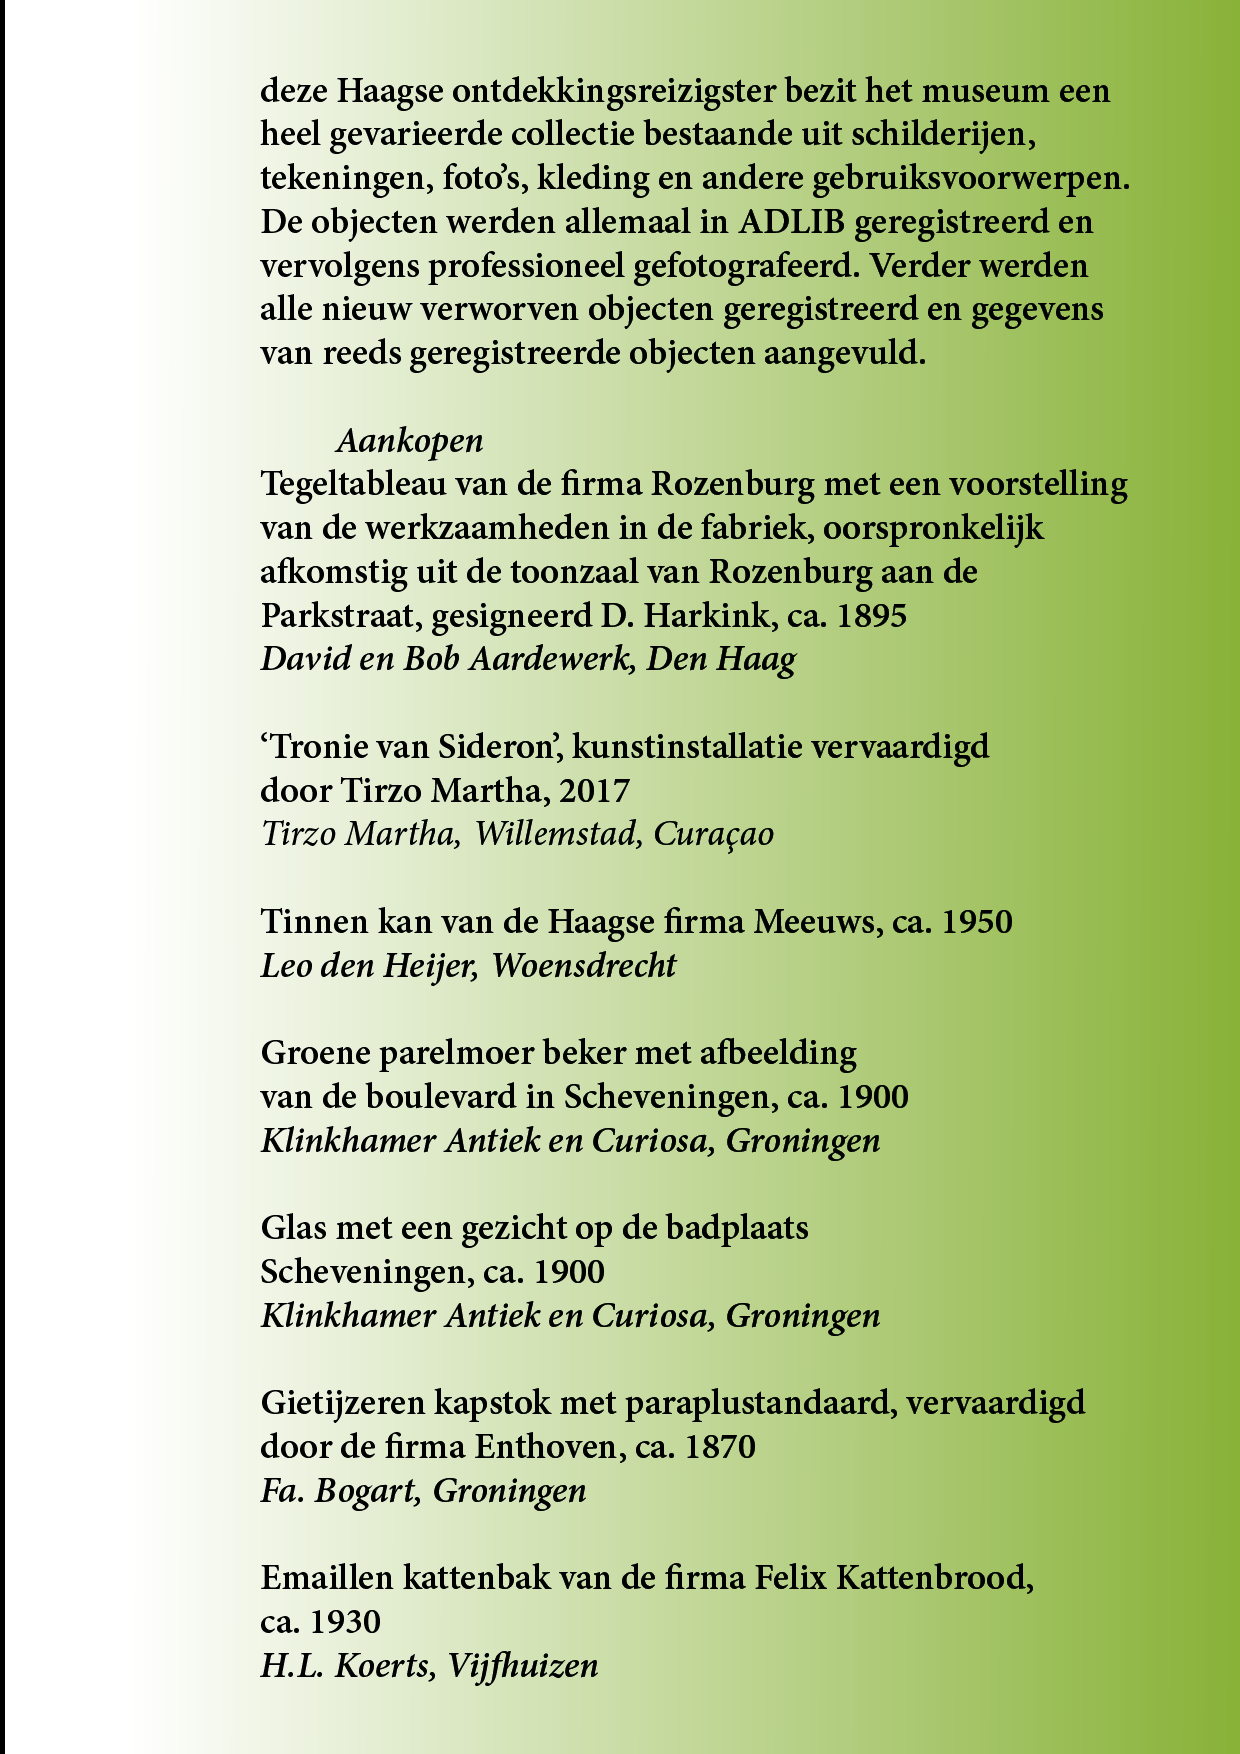 deze Haagse ontdekkingsreizigster bezit het museum een
heel gevarieerde collectie bestaande uit schilderijen,
tekeningen, foto’s, kleding en andere gebruiksvoorwerpen.
De objecten werden allemaal in ADLIB geregistreerd en
vervolgens professioneel gefotografeerd. Verder werden
alle nieuw verworven objecten geregistreerd en gegevens
van reeds geregistreerde objecten aangevuld.
Aankopen
Tegeltableau van de firma Rozenburg met een voorstelling
van de werkzaamheden in de fabriek, oorspronkelijk
afkomstig uit de toonzaal van Rozenburg aan de
Parkstraat, gesigneerd D. Harkink, ca. 1895
David en Bob Aardewerk, Den Haag
‘Tronie van Sideron’, kunstinstallatie vervaardigd
door Tirzo Martha, 2017
Tirzo Martha, Willemstad, Curaçao
Tinnen kan van de Haagse firma Meeuws, ca. 1950
Leo den Heijer, Woensdrecht
Groene parelmoer beker met afbeelding
van de boulevard in Scheveningen, ca. 1900
Klinkhamer Antiek en Curiosa, Groningen
Glas met een gezicht op de badplaats
Scheveningen, ca. 1900
Klinkhamer Antiek en Curiosa, Groningen
Gietijzeren kapstok met paraplustandaard, vervaardigd
door de firma Enthoven, ca. 1870
Fa. Bogart, Groningen
Emaillen kattenbak van de firma Felix Kattenbrood,
ca. 1930
H.L. Koerts, Vijfhuizen